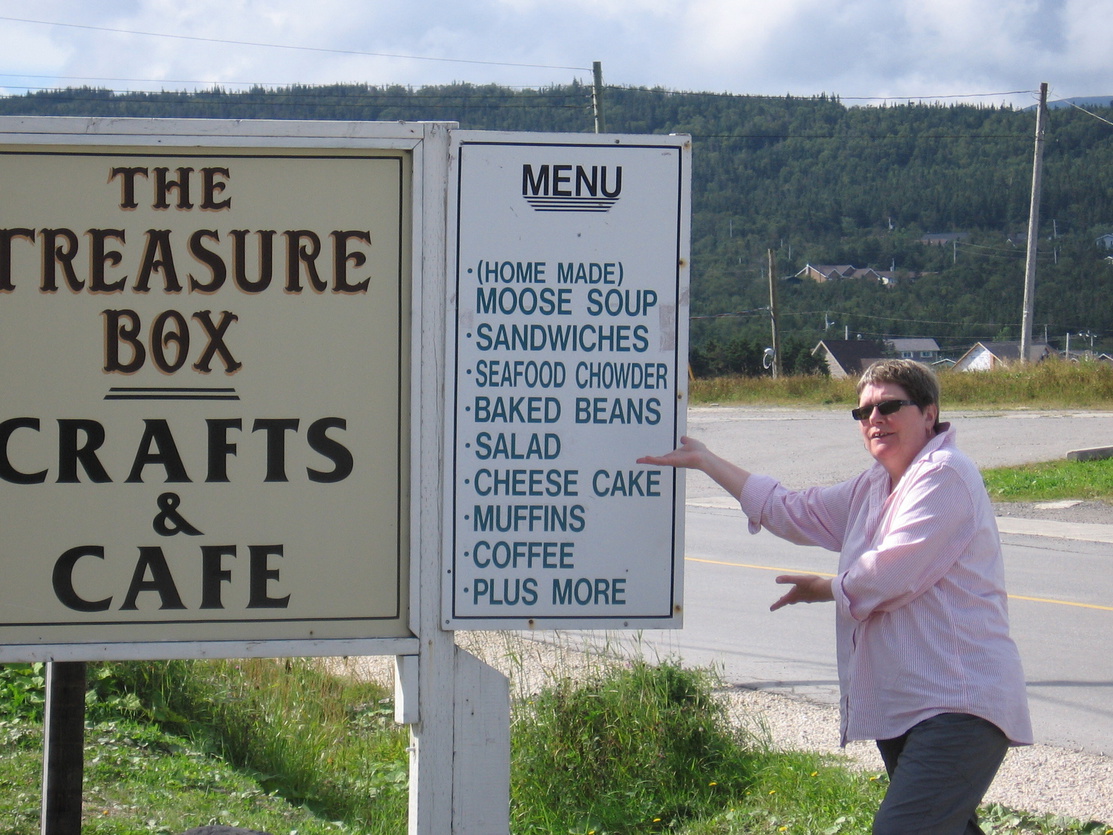 THE
TREASURE
BOX
CRAFTS
&
CAFE
MENU
• (HOME MADE)
MOOSE SOUP
• SANDWICHES
• SEAFOOD CHOWDER
• BAKED BEANS
• SALAD
• CHEESE CAKE
• MUFFINS
• COFFEE
• PLUS MORE